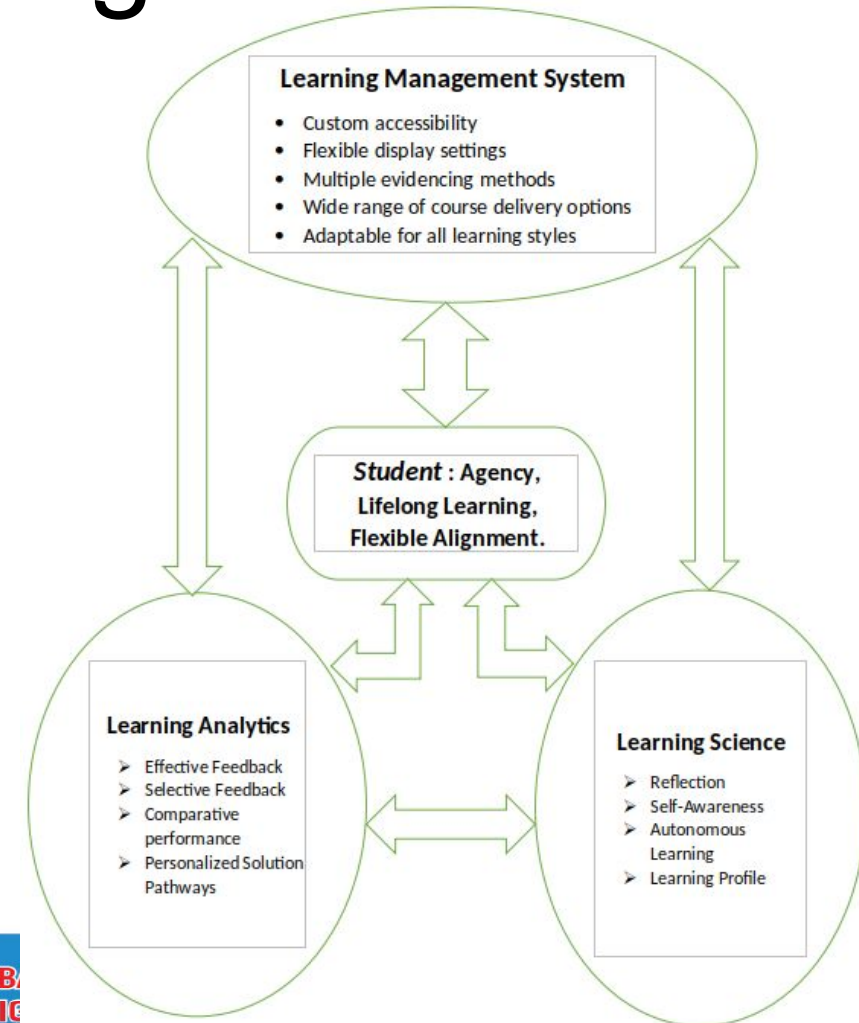 Learning Management System
• Custom accessibility
• Flexible display settings
• Multiple evidencing methods
• Wide range of course delivery options
• Adaptable for all learning styles
Student : Agency,
Lifelong Learning,
Flexible Alignment.
Learning Analytics
➢ Effective Feedback
➢ Selective Feedback
➢ Comparative
performance
➢ Personalized Solution
Pathways
Learning Science
➢ Reflection
➢ Self-Awareness
➢ Autonomous
Learning
➢ Learning Profile